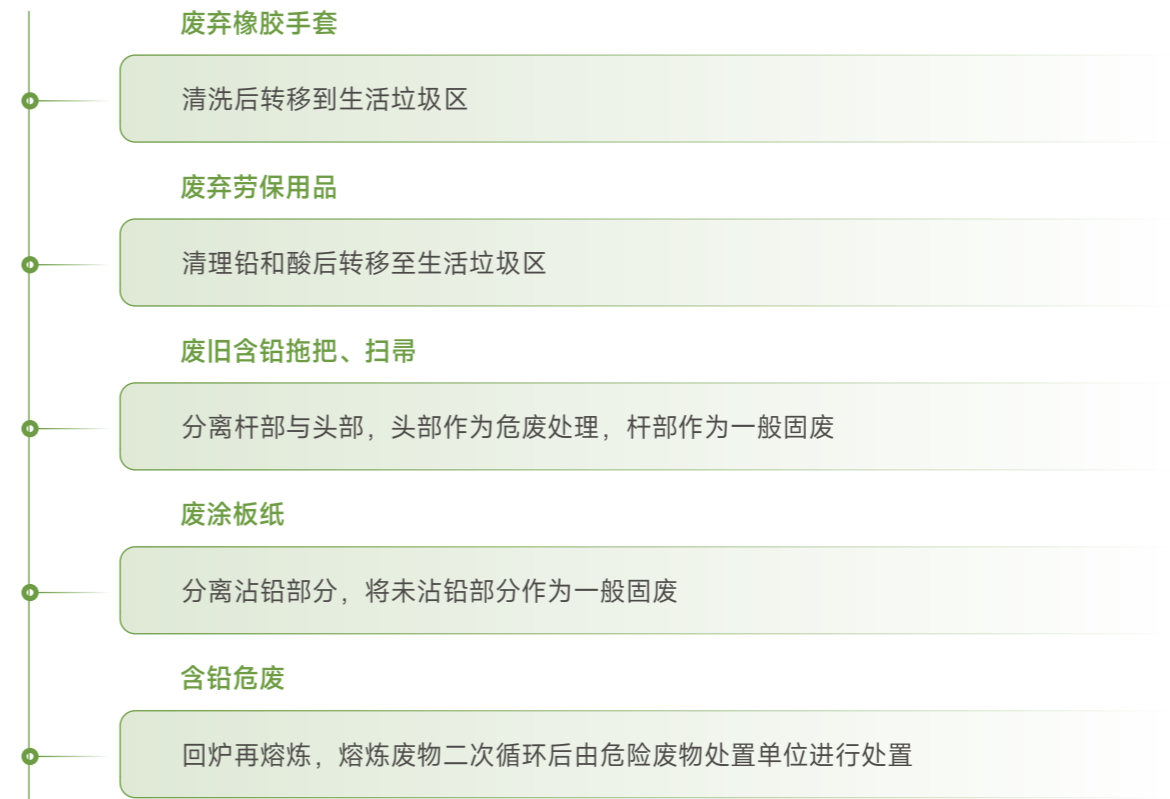 废弃橡胶手套
清洗后转移到生活垃圾区
废弃劳保用品
清理铅和酸后转移至生活垃圾区
废旧含铅拖把、扫帚
分离杆部与头部，头部作为危废处理，杆部作为一般固废
废涂板纸
分离沾铅部分，将未沾铅部分作为一般固废
含铅危废
回炉再熔炼，熔炼废物二次循环后由危险废物处置单位进行处置